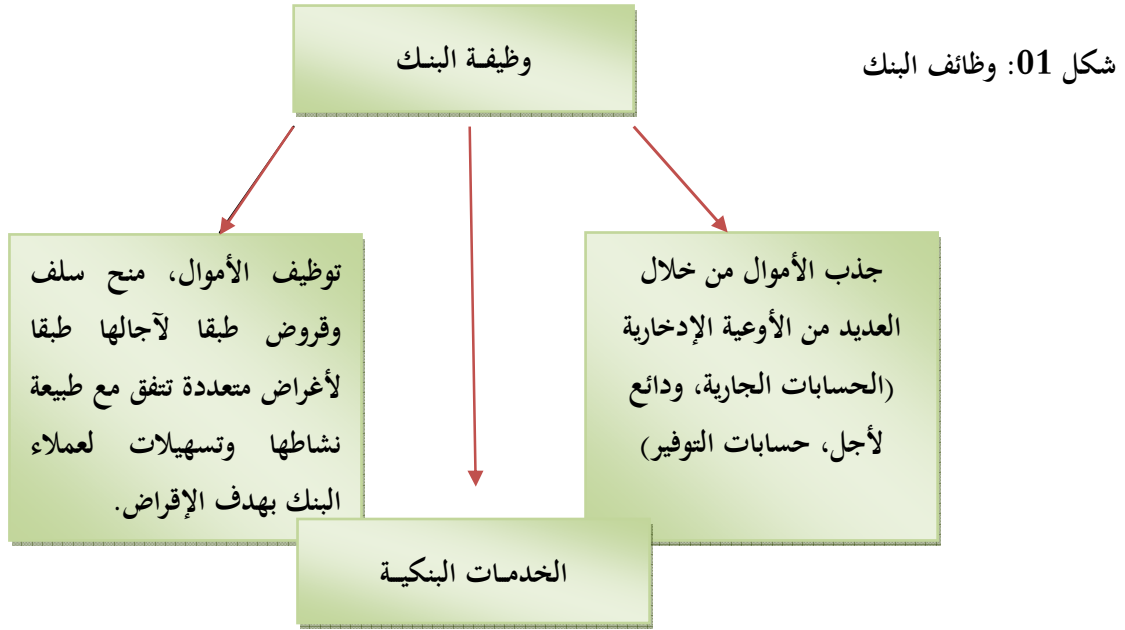 شكل 01: وظائف البنك
وظيفـة البنـك
جذب الأموال من خلال
العديد من الأوعية الإدخارية
(الحسابات الجارية، ودائع
لأجل، حسابات التوفير)
توظيف الأموال، منح سلف
وقروض طبقا لآجالها طبقا
لأغراض متعددة تتفق مع طبيعة
نشاطها وتسهيلات لعملاء
البنك بهدف الإقراض.
الخدمـات البنكيـة